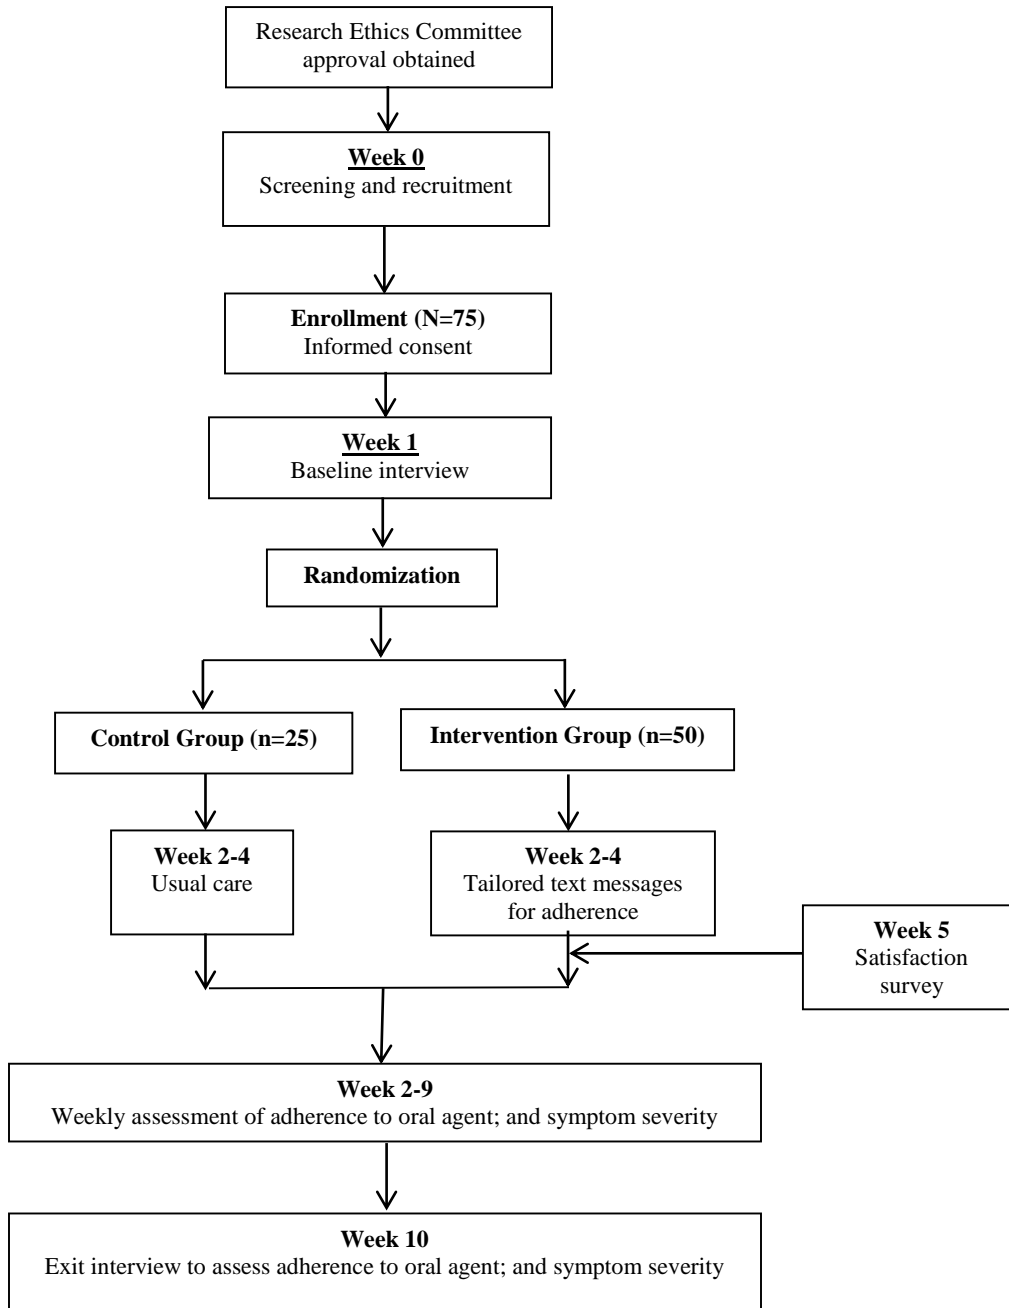 Research Ethics Committee
approval obtained
Week 0
Screening and recruitment
Enrollment (N=75)
Informed consent
Week 1
Baseline interview
Randomization
Control Group (n=25)
Intervention Group (n=50)
Week 2-4
Usual care
Week 2-4
Tailored text messages
for adherence
Week 5
Satisfaction
survey
Week 2-9
Weekly assessment of adherence to oral agent; and symptom severity
Week 10
Exit interview to assess adherence to oral agent; and symptom severity